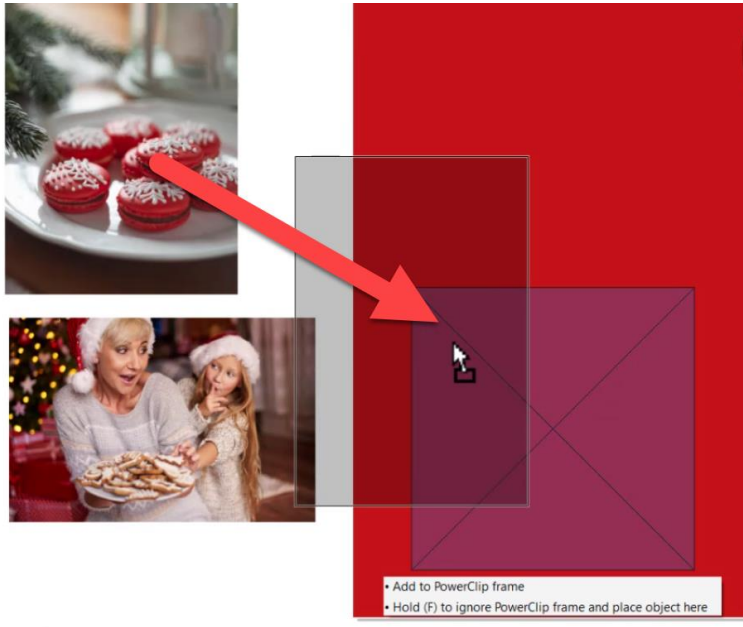 • Add to PowerClip frame
• Hold (F) to ignore PowerClip frame and place object here